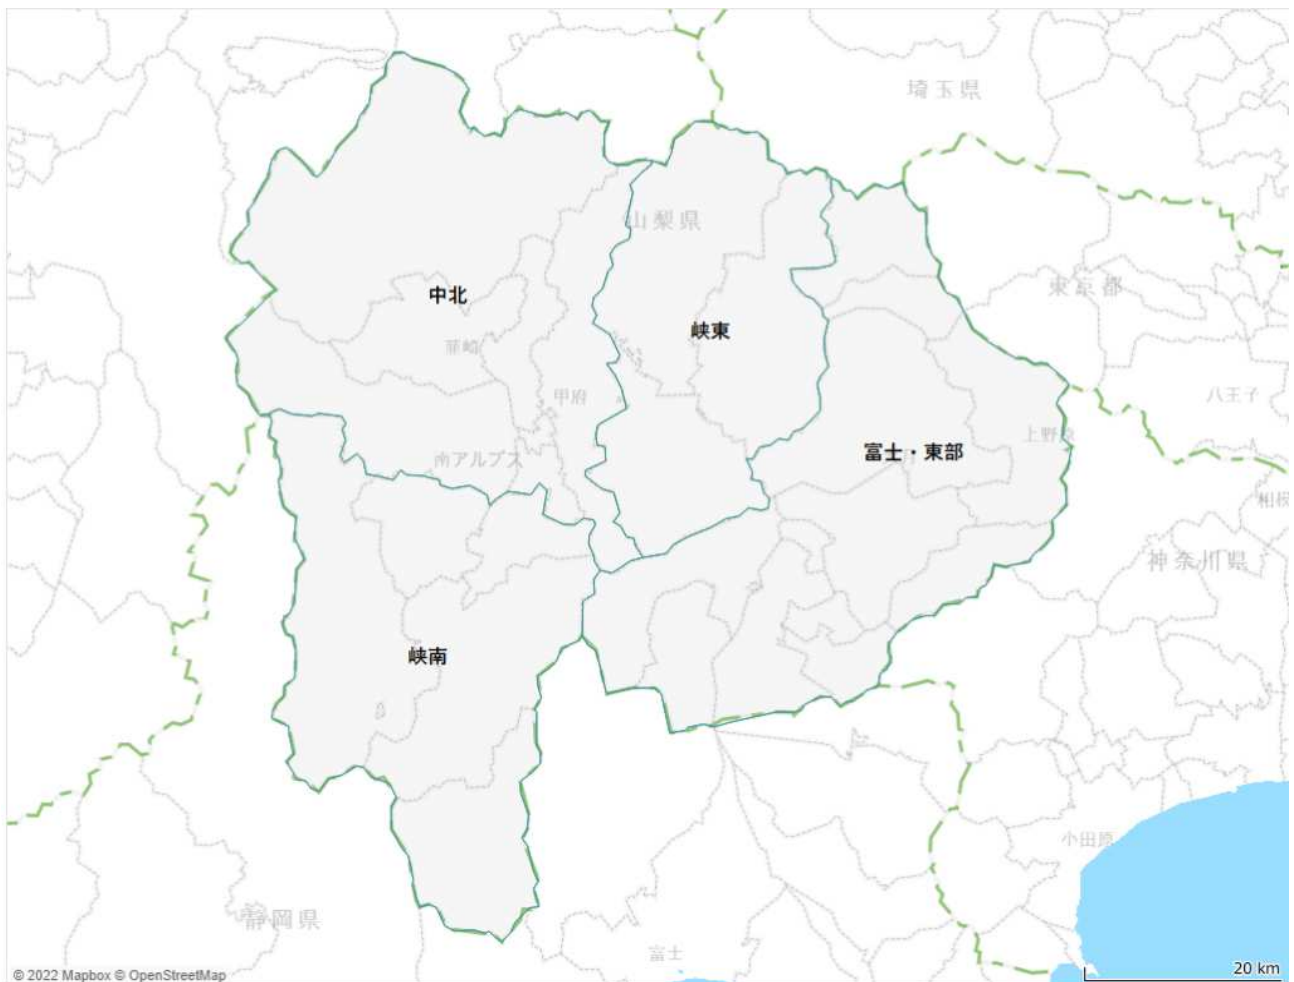 埼玉県
山梨県
東京都
中北
峡東
韮崎
甲府
八王子
上野原
富士・東部
南アルプス
相模
神奈川県
峡南
小田原
静岡県
富士
20 km
© 2022 Mapbox © OpenStreetMap